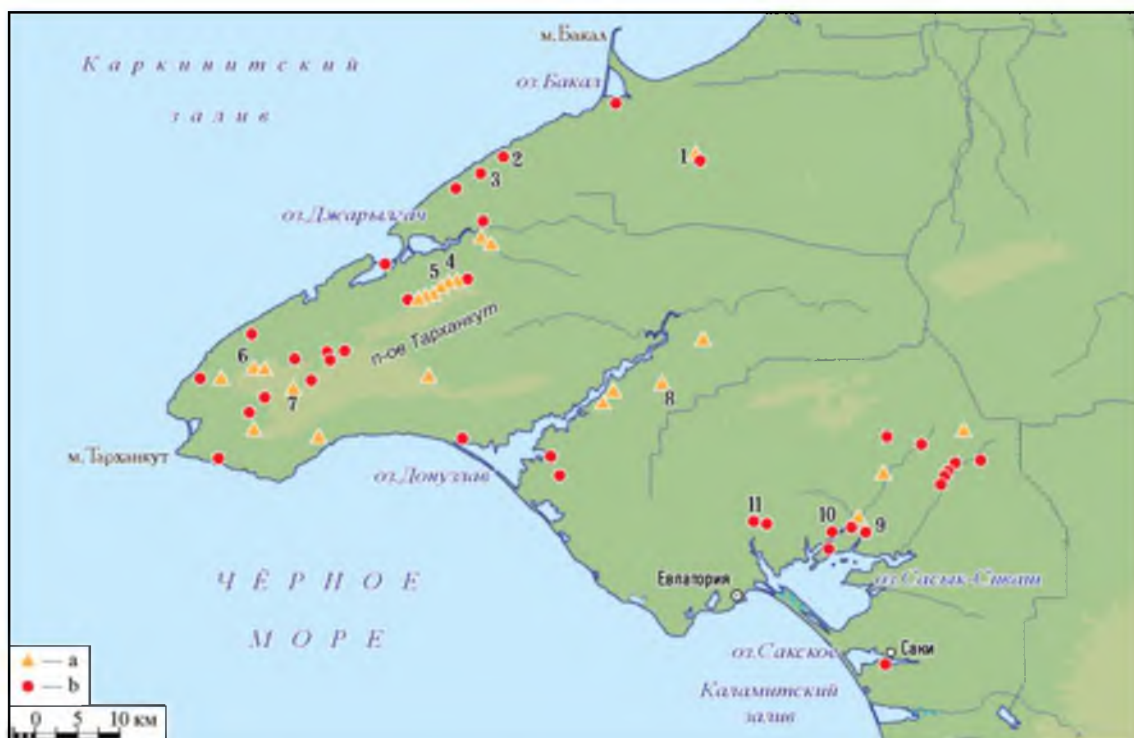 м.Бакал
Каркинитский
залив
оз.Бакал
1
2
3
оз.Джарылгач
5 4
п-ов Тарханкут
6
7
8
м.Тарханкут
оз.Донузлав
11
10
9
ЧЁРНОЕ
МОРЕ
Евпатория
оз.Сасык-Сиваш
оз.Сакское
Саки
Каламитский
залив
— a
— b
0 5 10 км